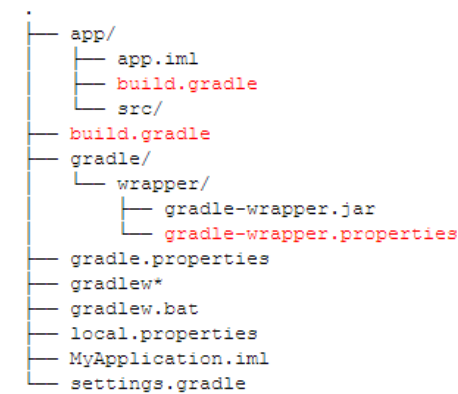 .
├── app/
│   ├── app.iml
│   ├── build.gradle
│   └── src/
├── build.gradle
├── gradle/
│   └── wrapper/
│       ├── gradle-wrapper.jar
│       └── gradle-wrapper.properties
├── gradle.properties
├── gradlew*
├── gradlew.bat
├── local.properties
├── MyApplication.iml
└── settings.gradle